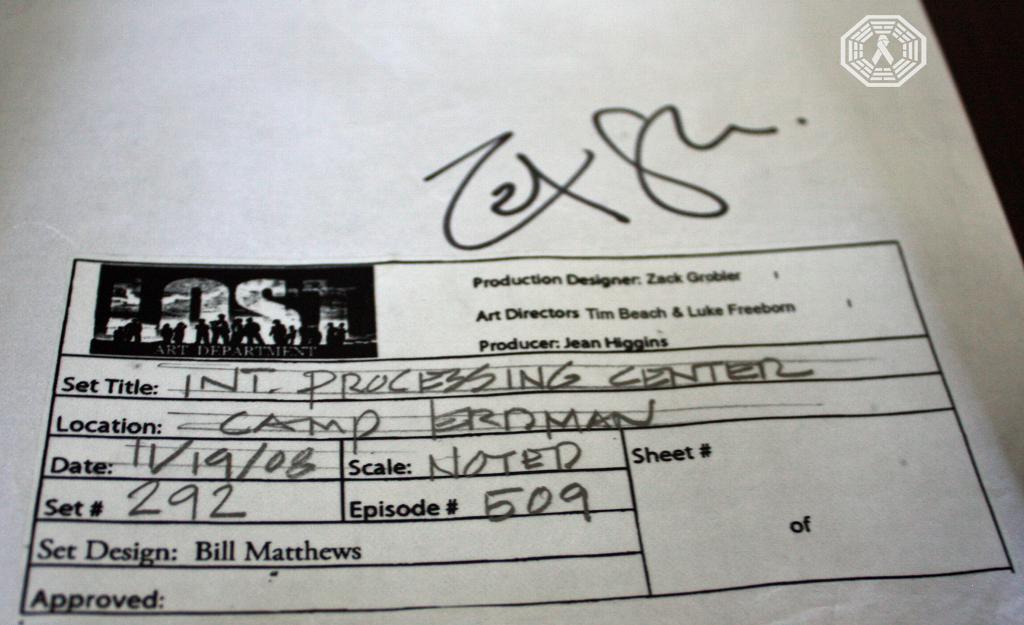 LOST
ART DEPARTMENT
Production Designer: Zack Grobler
Art Directors Tim Beach & Luke Freeborn
Producer: Jean Higgins
Set Title: INT. PROCESSING CENTER
Location: CAMP ERDMAN
Date: 11/19/08 Scale: NOTED
Sheet #
Set # 292 Episode # 509
of
Set Design: Bill Matthews
Approved: